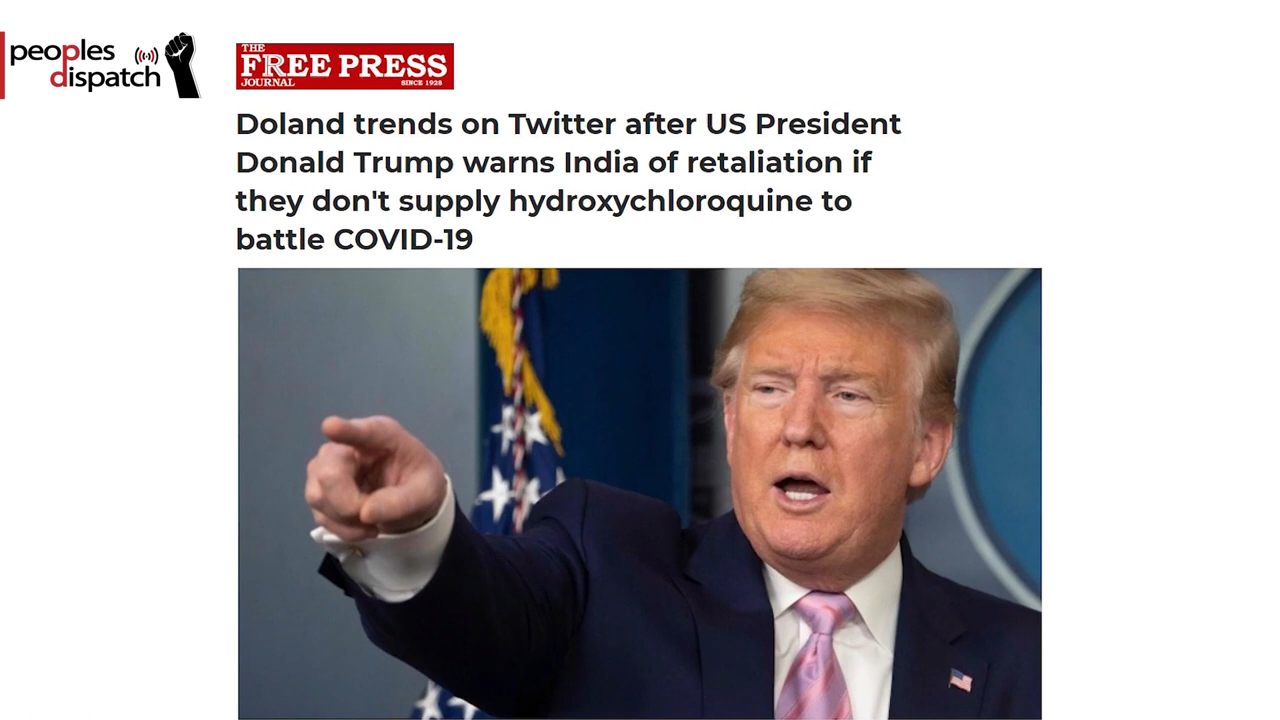 peoples
dispatch
THE
FREE PRESS
JOURNAL SINCE 1928
Doland trends on Twitter after US President
Donald Trump warns India of retaliation if
they don't supply hydroxychloroquine to
battle COVID-19